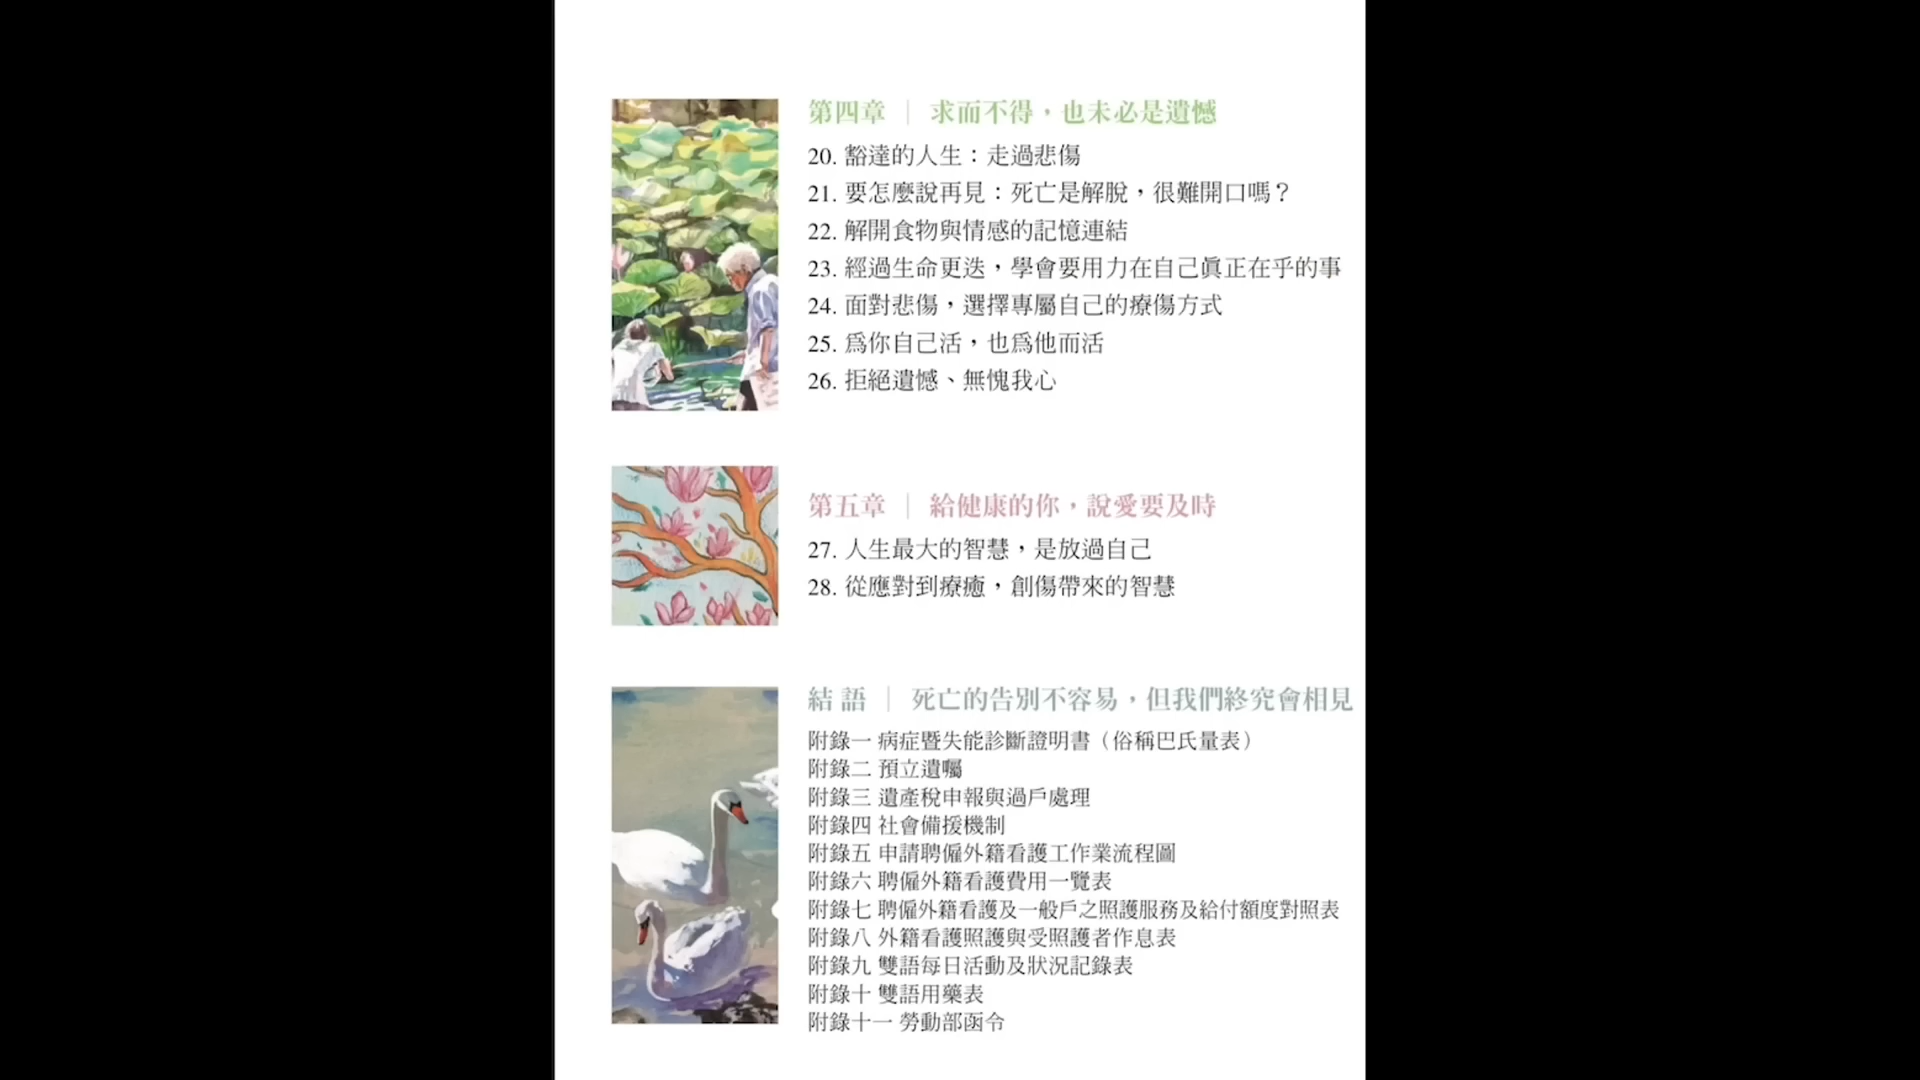 第四章｜求而不得，也未必是遺憾
20. 豁達的人生：走過悲傷
21. 要怎麼說再見：死亡是解脫，很難開口嗎？
22. 解開食物與情感的記憶連結
23. 經過生命更迭，學會要用力在自己眞正在乎的事
24. 面對悲傷，選擇專屬自己的療傷方式
25. 爲你自己活，也爲他而活
26. 拒絕遺憾、無愧我心
第五章｜給健康的你，說愛要及時
27. 人生最大的智慧，是放過自己
28. 從應對到療癒，創傷帶來的智慧
結 語｜死亡的告別不容易，但我們終究會相見
附錄一 病症暨失能診斷證明書（俗稱巴氏量表）
附錄二 預立遺囑
附錄三 遺產稅申報與過戶處理
附錄四 社會備援機制
附錄五 申請聘僱外籍看護工作業流程圖
附錄六 聘僱外籍看護費用一覽表
附錄七 聘僱外籍看護及一般戶之照護服務及給付額度對照表
附錄八 外籍看護照護與受照護者作息表
附錄九 雙語每日活動及狀況記錄表
附錄十 雙語用藥表
附錄十一 勞動部函令